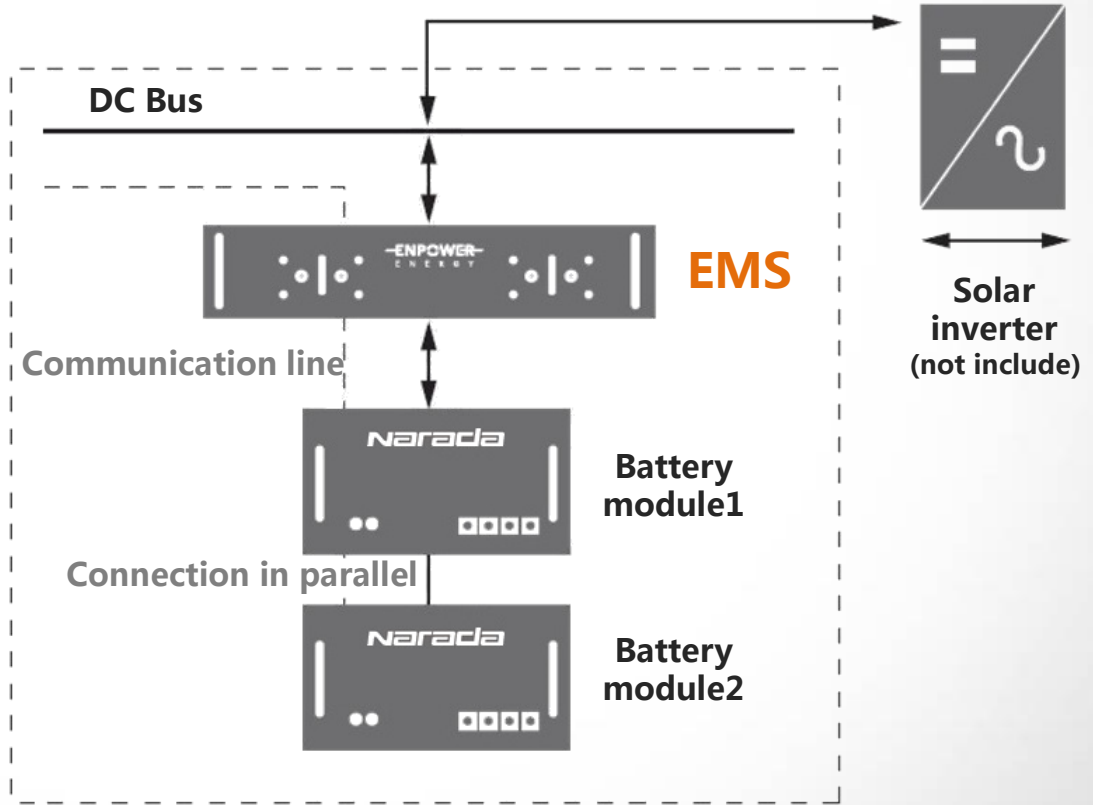 DC Bus
ENPOWER
ENERGY
EMS
Solar
inverter
(not include)
Communication line
Narada
Battery
module1
Connection in parallel
Narada
Battery
module2